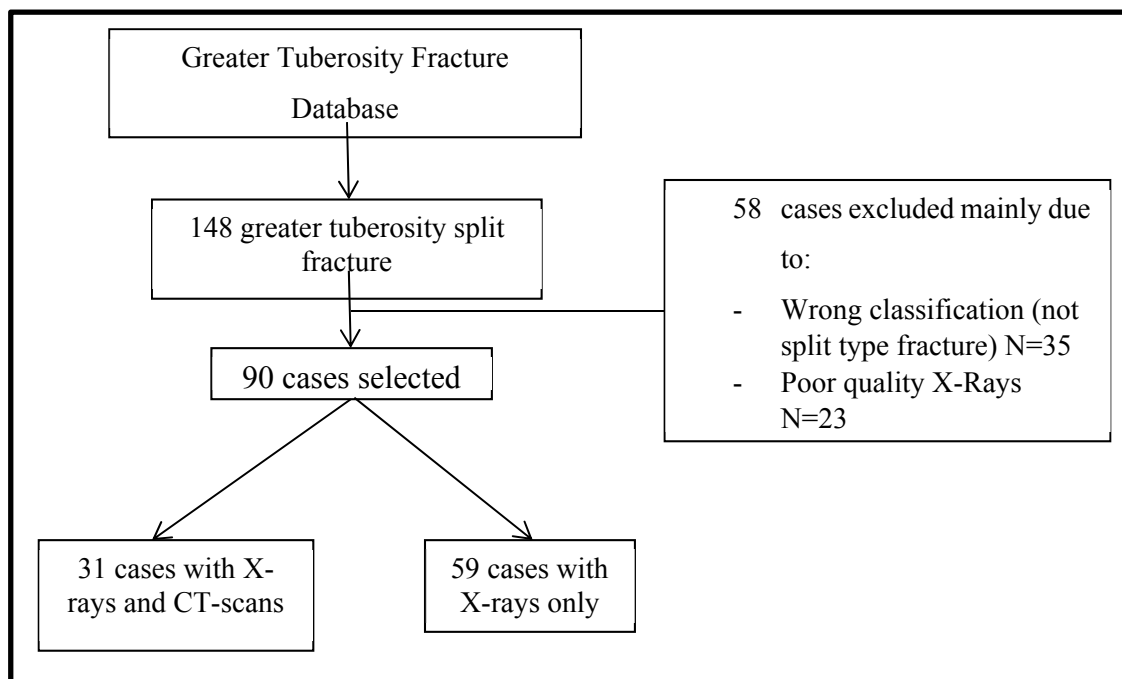 Greater Tuberosity Fracture
Database
148 greater tuberosity split
fracture
58 cases excluded mainly due
to:
- Wrong classification (not
split type fracture) N=35
- Poor quality X-Rays
N=23
90 cases selected
31 cases with X-
rays and CT-scans
59 cases with
X-rays only